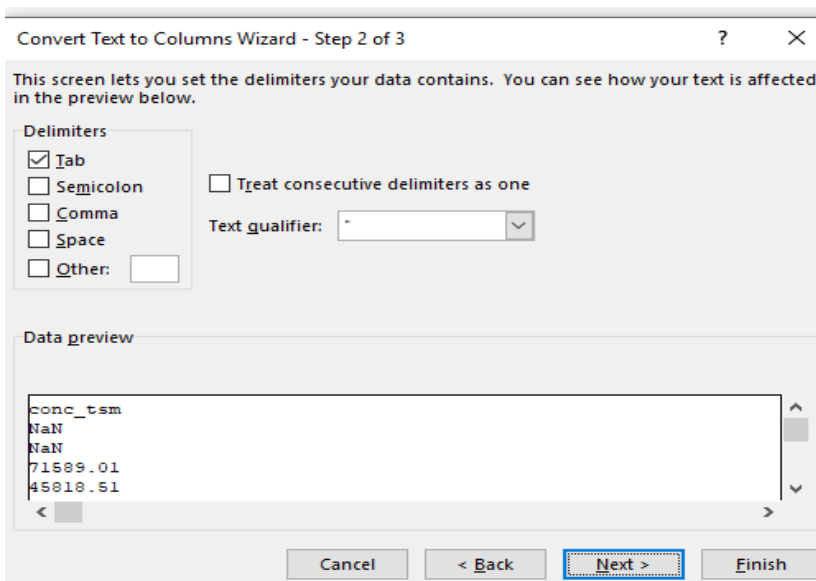 Convert Text to Columns Wizard - Step 2 of 3 ?
This screen lets you set the delimiters your data contains. You can see how your text is affected
in the preview below.
Delimiters
Tab
Semicolon
Comma
Space
Other:
Treat consecutive delimiters as one
Text qualifier: "
Data preview
conc_tsm
NaN
NaN
71589.01
45818.51
Cancel < Back Next > Finish